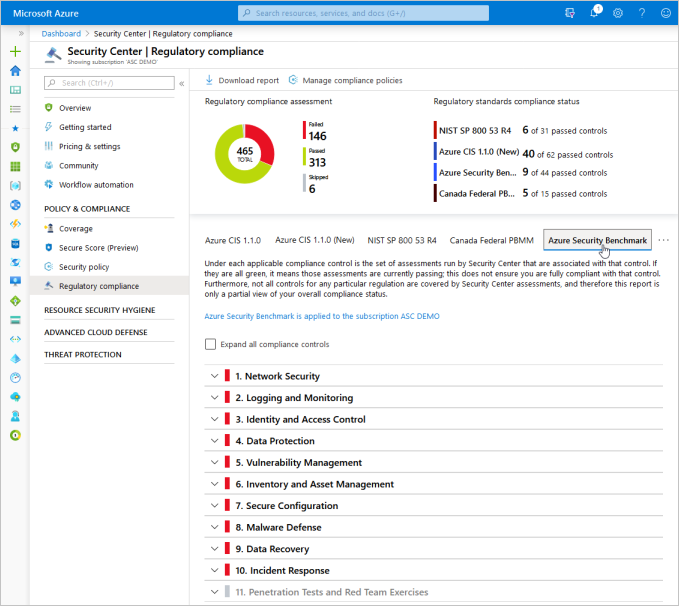 Microsoft Azure
Search resources, services, and docs (G+/)
1
Dashboard > Security Center | Regulatory compliance
Security Center | Regulatory compliance
Showing subscription 'ASC DEMO'
Search (Ctrl+/)
Overview
Getting started
Pricing & settings
Community
Workflow automation
POLICY & COMPLIANCE
Coverage
Secure Score (Preview)
Security policy
Regulatory compliance
RESOURCE SECURITY HYGIENE
ADVANCED CLOUD DEFENSE
THREAT PROTECTION
Download report
Manage compliance policies
Regulatory compliance assessment
465
TOTAL
Failed
146
Passed
313
Skipped
6
Regulatory standards compliance status
NIST SP 800 53 R4 6 of 31 passed controls
Azure CIS 1.1.0 (New) 40 of 62 passed controls
Azure Security Ben... 9 of 44 passed controls
Canada Federal PB... 5 of 15 passed controls
Azure CIS 1.1.0 Azure CIS 1.1.0 (New) NIST SP 800 53 R4 Canada Federal PBMM Azure Security Benchmark ...
Under each applicable compliance control is the set of assessments run by Security Center that are associated with that control. If
they are all green, it means those assessments are currently passing; this does not ensure you are fully compliant with that control.
Furthermore, not all controls for any particular regulation are covered by Security Center assessments, and therefore this report is
only a partial view of your overall compliance status.
Azure Security Benchmark is applied to the subscription ASC DEMO
Expand all compliance controls
1. Network Security
2. Logging and Monitoring
3. Identity and Access Control
4. Data Protection
5. Vulnerability Management
6. Inventory and Asset Management
7. Secure Configuration
8. Malware Defense
9. Data Recovery
10. Incident Response
11. Penetration Tests and Red Team Exercises